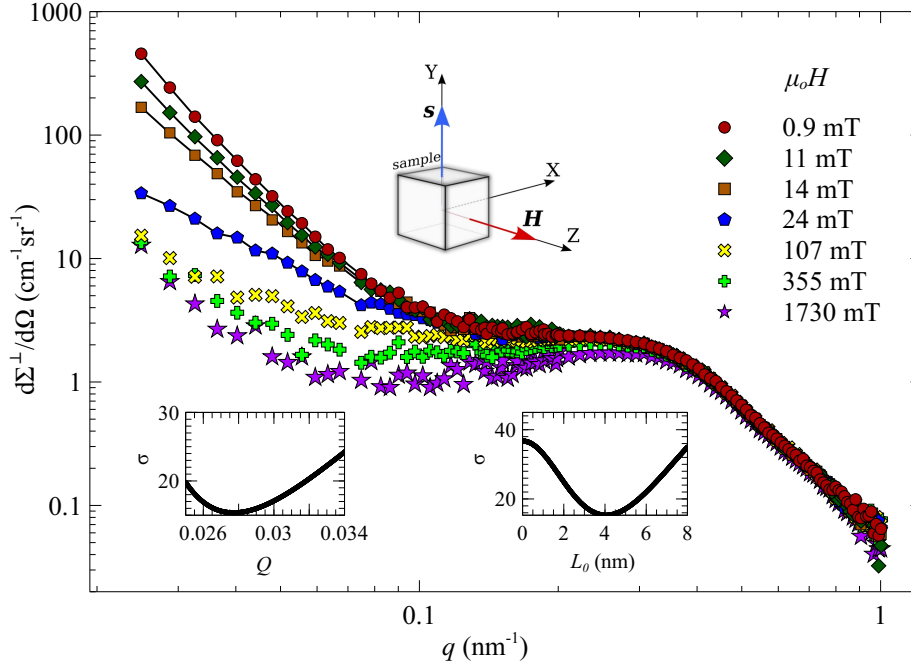 dΣ⊥/dΩ (cm⁻¹sr⁻¹)
1000
100
10
1
0.1
0.1
1
q (nm⁻¹)
Y
s
sample
X
H
Z
μₒH
0.9 mT
11 mT
14 mT
24 mT
107 mT
355 mT
1730 mT
30
20
σ
0.026
0.03
0.034
Q
40
20
σ
0
2
4
6
8
L₀ (nm)